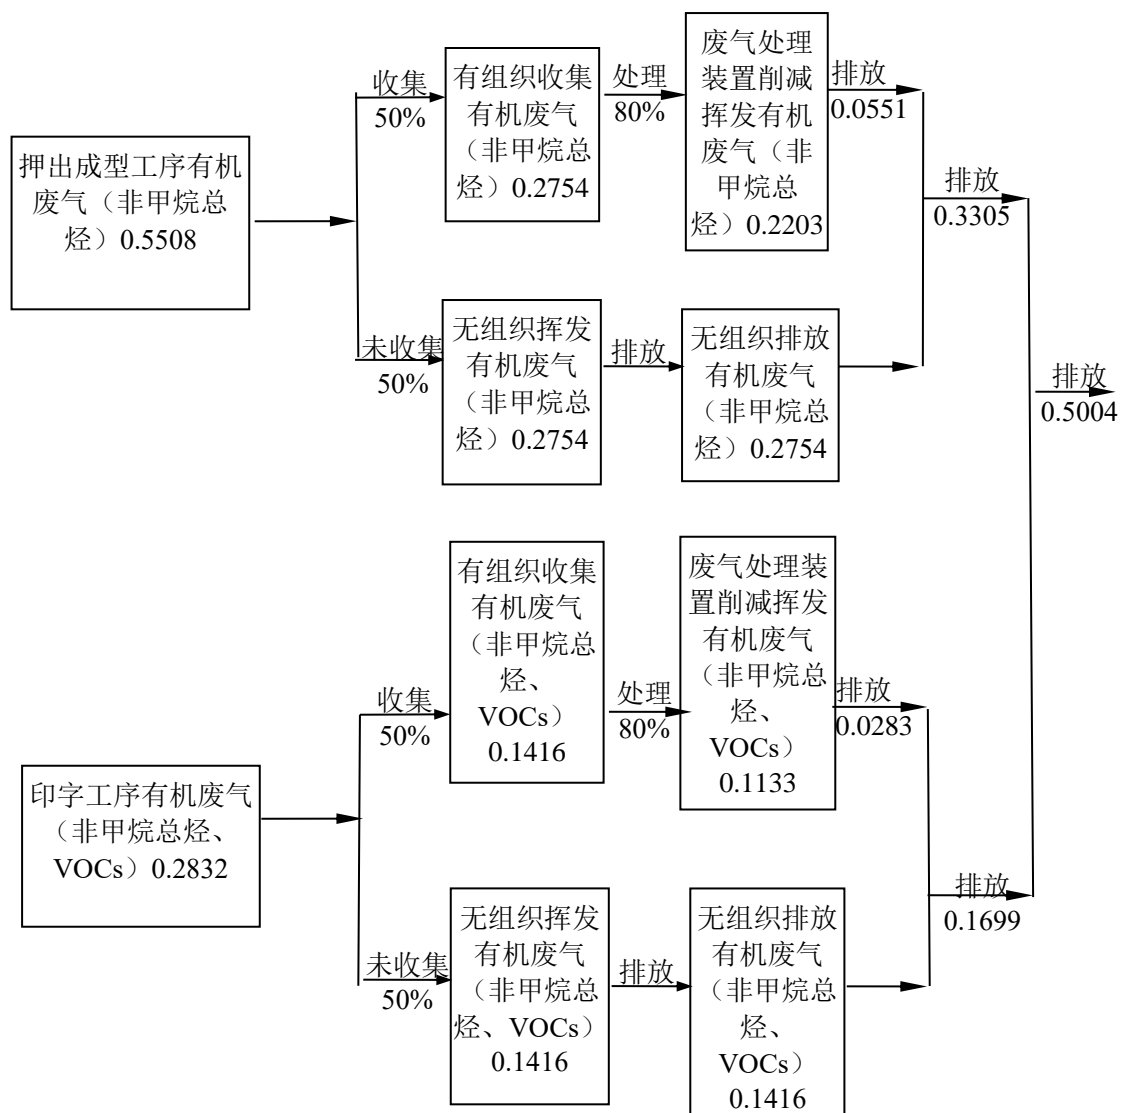 押出成型工序有机
废气（非甲烷总
烃）0.5508
收集
50%
有组织收集
有机废气
（非甲烷总
烃）0.2754
处理
80%
废气处理
装置削减
挥发有机
废气（非
甲烷总
烃）0.2203
排放
0.0551
未收集
50%
无组织挥发
有机废气
（非甲烷总
烃）0.2754
排放
无组织排放
有机废气
（非甲烷总
烃）0.2754
排放
0.3305
排放
0.5004
印字工序有机废气
（非甲烷总烃、
VOCs）0.2832
收集
50%
有组织收集
有机废气
（非甲烷总
烃、
VOCs）
0.1416
处理
80%
废气处理装
置削减挥发
有机废气
（非甲烷总
烃、
VOCs）
0.1133
排放
0.0283
未收集
50%
无组织挥发
有机废气
（非甲烷总
烃、VOCs）
0.1416
排放
无组织排放
有机废气
（非甲烷总
烃、
VOCs）
0.1416
排放
0.1699